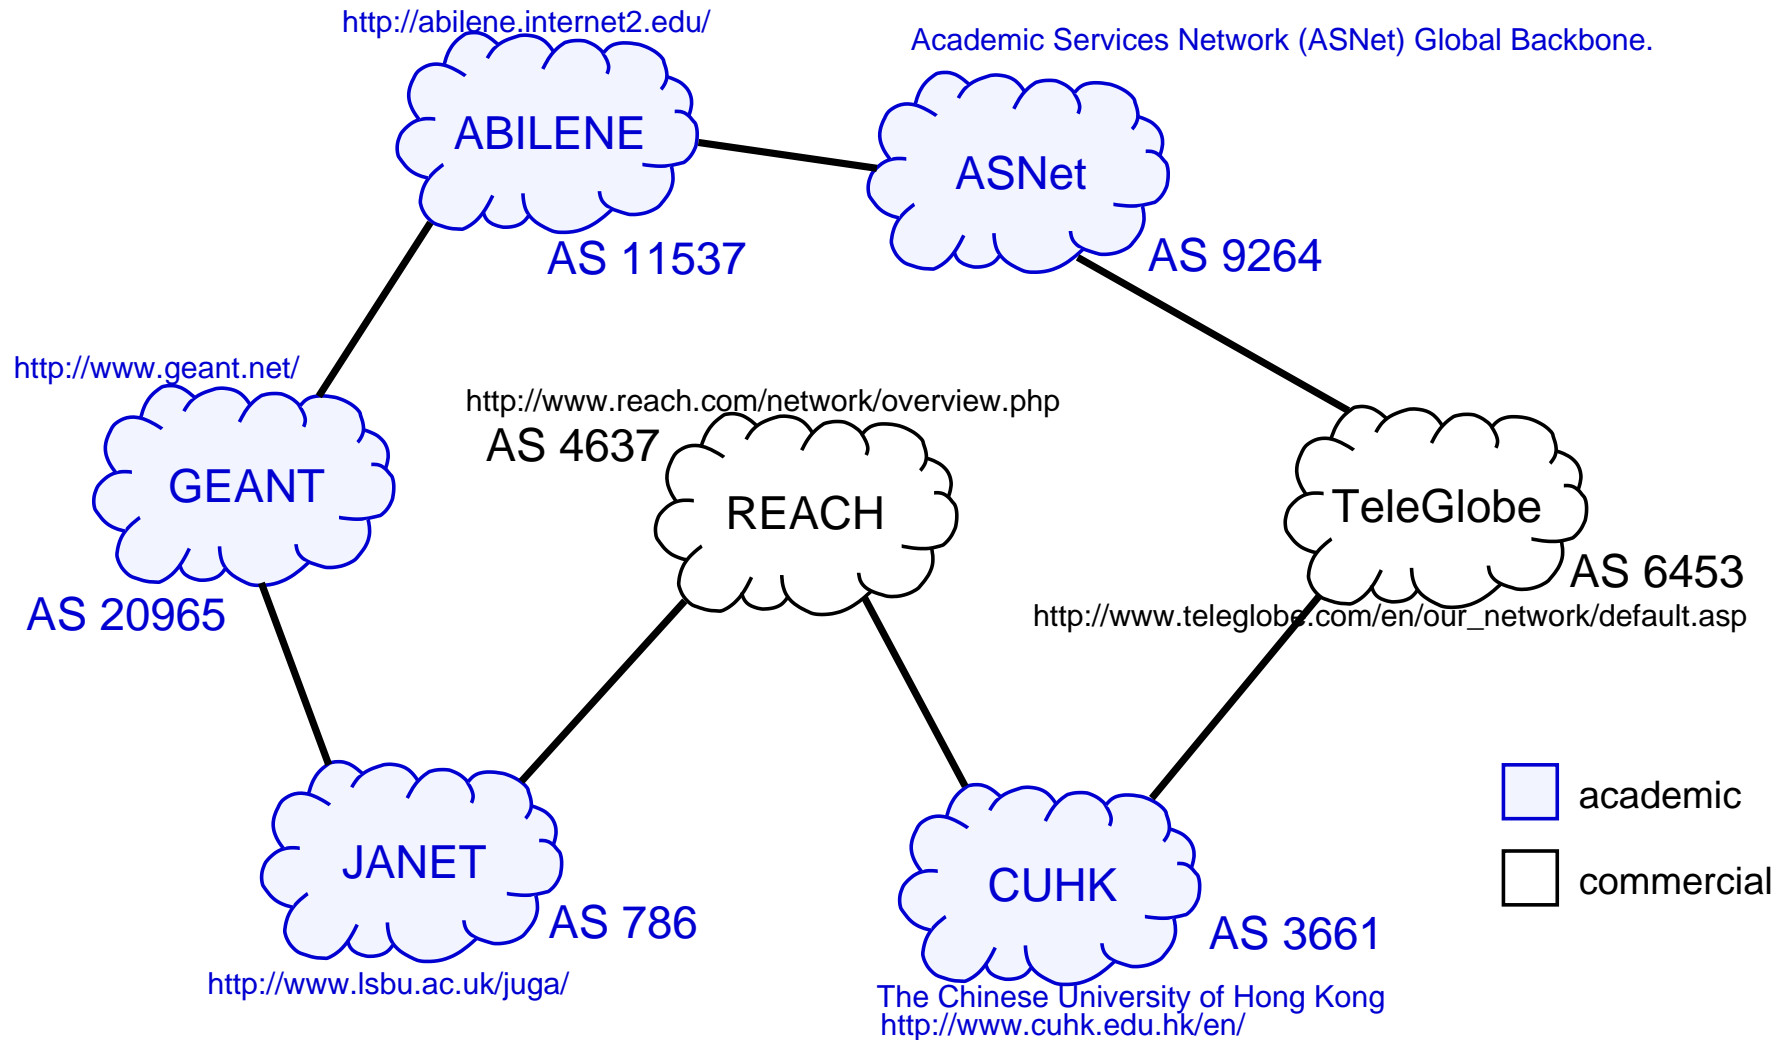 http://abilene.internet2.edu/
Academic Services Network (ASNet) Global Backbone.
ABILENE
ASNet
AS 11537
AS 9264
http://www.geant.net/
http://www.reach.com/network/overview.php
AS 4637
GEANT
REACH
TeleGlobe
AS 20965
AS 6453
http://www.teleglobe.com/en/our_network/default.asp
academic
JANET
CUHK
commercial
AS 786
AS 3661
http://www.lsbu.ac.uk/juga/
The Chinese University of Hong Kong
http://www.cuhk.edu.hk/en/